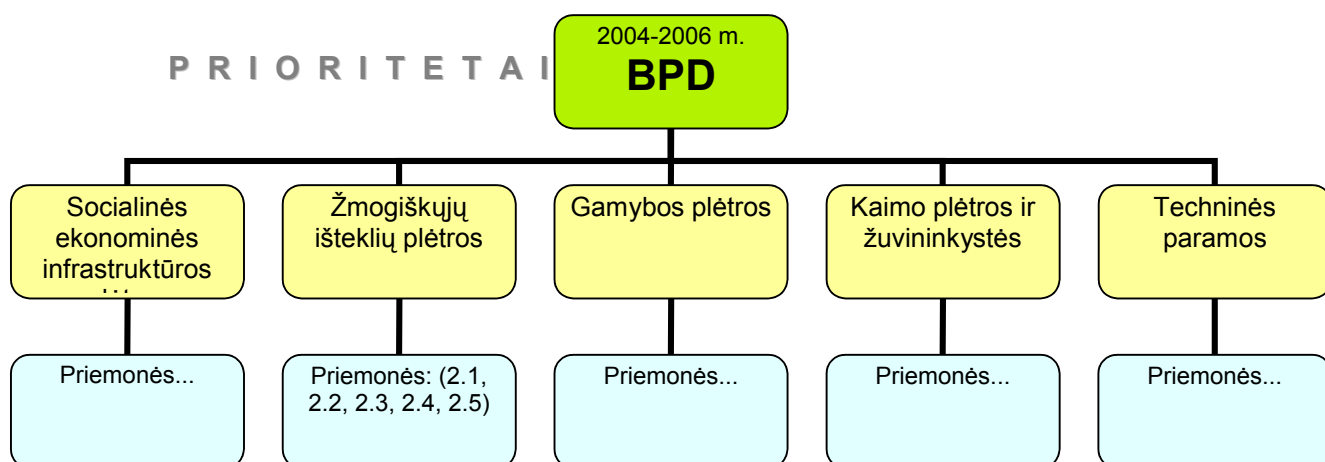 P R I O R I T E T A I
2004-2006 m.
BPD
Socialinės
ekonominės
infrastruktūros
Žmogiškųjų
išteklių plėtros
Gamybos plėtros
Kaimo plėtros ir
žuvininkystės
Techninės
paramos
Priemonės...
Priemonės: (2.1,
2.2, 2.3, 2.4, 2.5)
Priemonės...
Priemonės...
Priemonės...